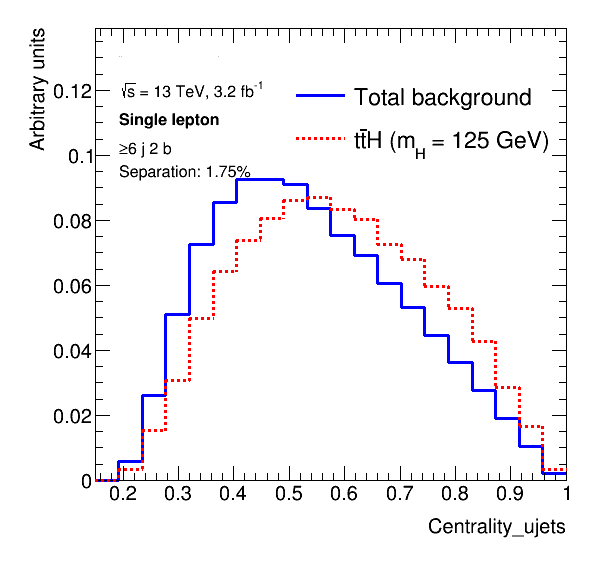 Arbitrary units
√s = 13 TeV, 3.2 fb⁻¹
Single lepton
≥6 j 2 b
Separation: 1.75%
Total background
tt̄H (m_H = 125 GeV)
0.12
0.1
0.08
0.06
0.04
0.02
0
0.2 0.3 0.4 0.5 0.6 0.7 0.8 0.9 1
Centrality_ujets